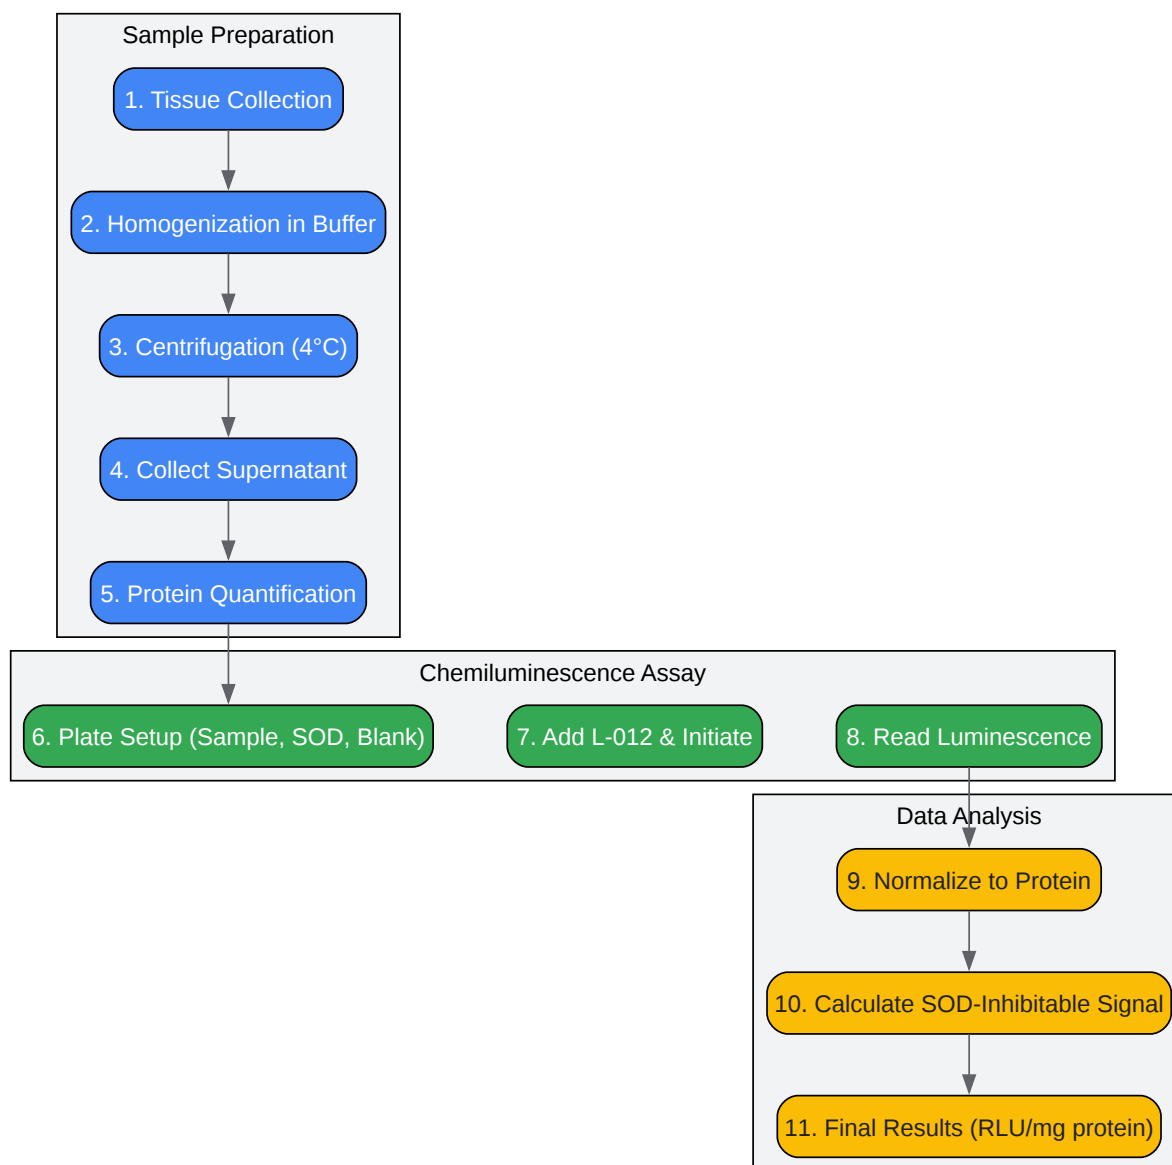 Sample Preparation
1. Tissue Collection
2. Homogenization in Buffer
3. Centrifugation (4°C)
4. Collect Supernatant
5. Protein Quantification
Chemiluminescence Assay
6. Plate Setup (Sample, SOD, Blank)
7. Add L-012 & Initiate
8. Read Luminescence
Data Analysis
9. Normalize to Protein
10. Calculate SOD-Inhibitable Signal
11. Final Results (RLU/mg protein)